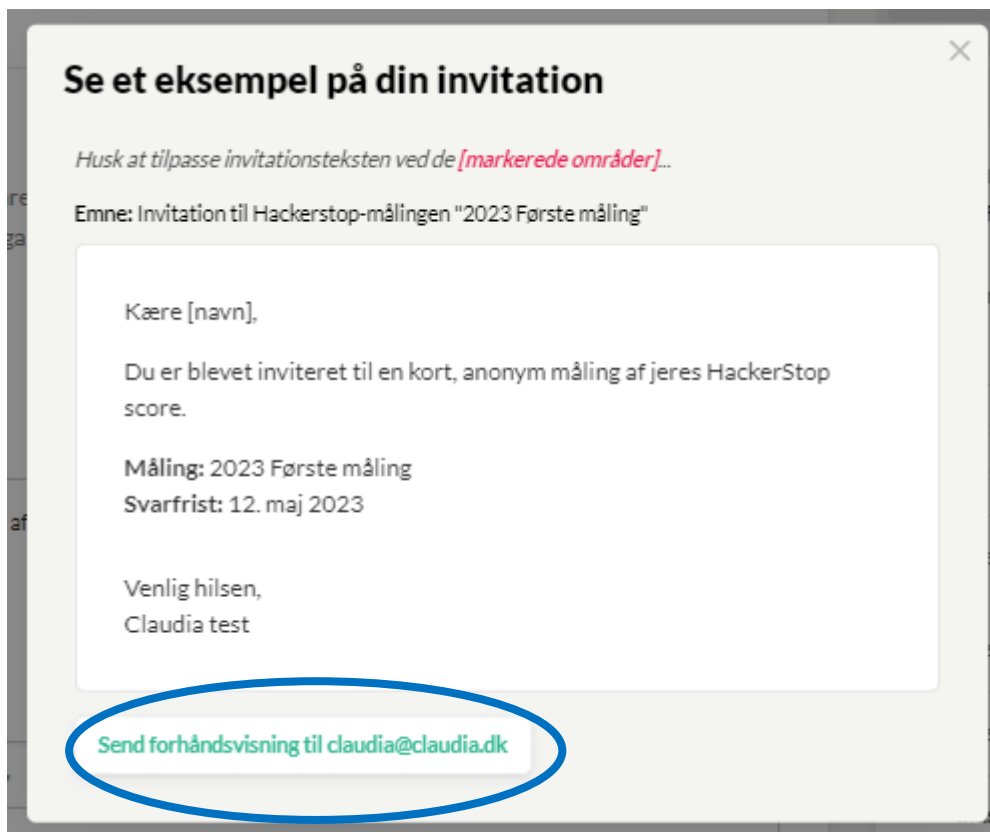 Se et eksempel på din invitation
Husk at tilpasse invitationsteksten ved de [markerede områder]...
Emne: Invitation til Hackerstop-målingen "2023 Første måling"
Kære [navn],
Du er blevet inviteret til en kort, anonym måling af jeres HackerStop
score.
Måling: 2023 Første måling
Svarfrist: 12. maj 2023
Venlig hilsen,
Claudia test
Send forhåndsvisning til claudia@claudia.dk
af